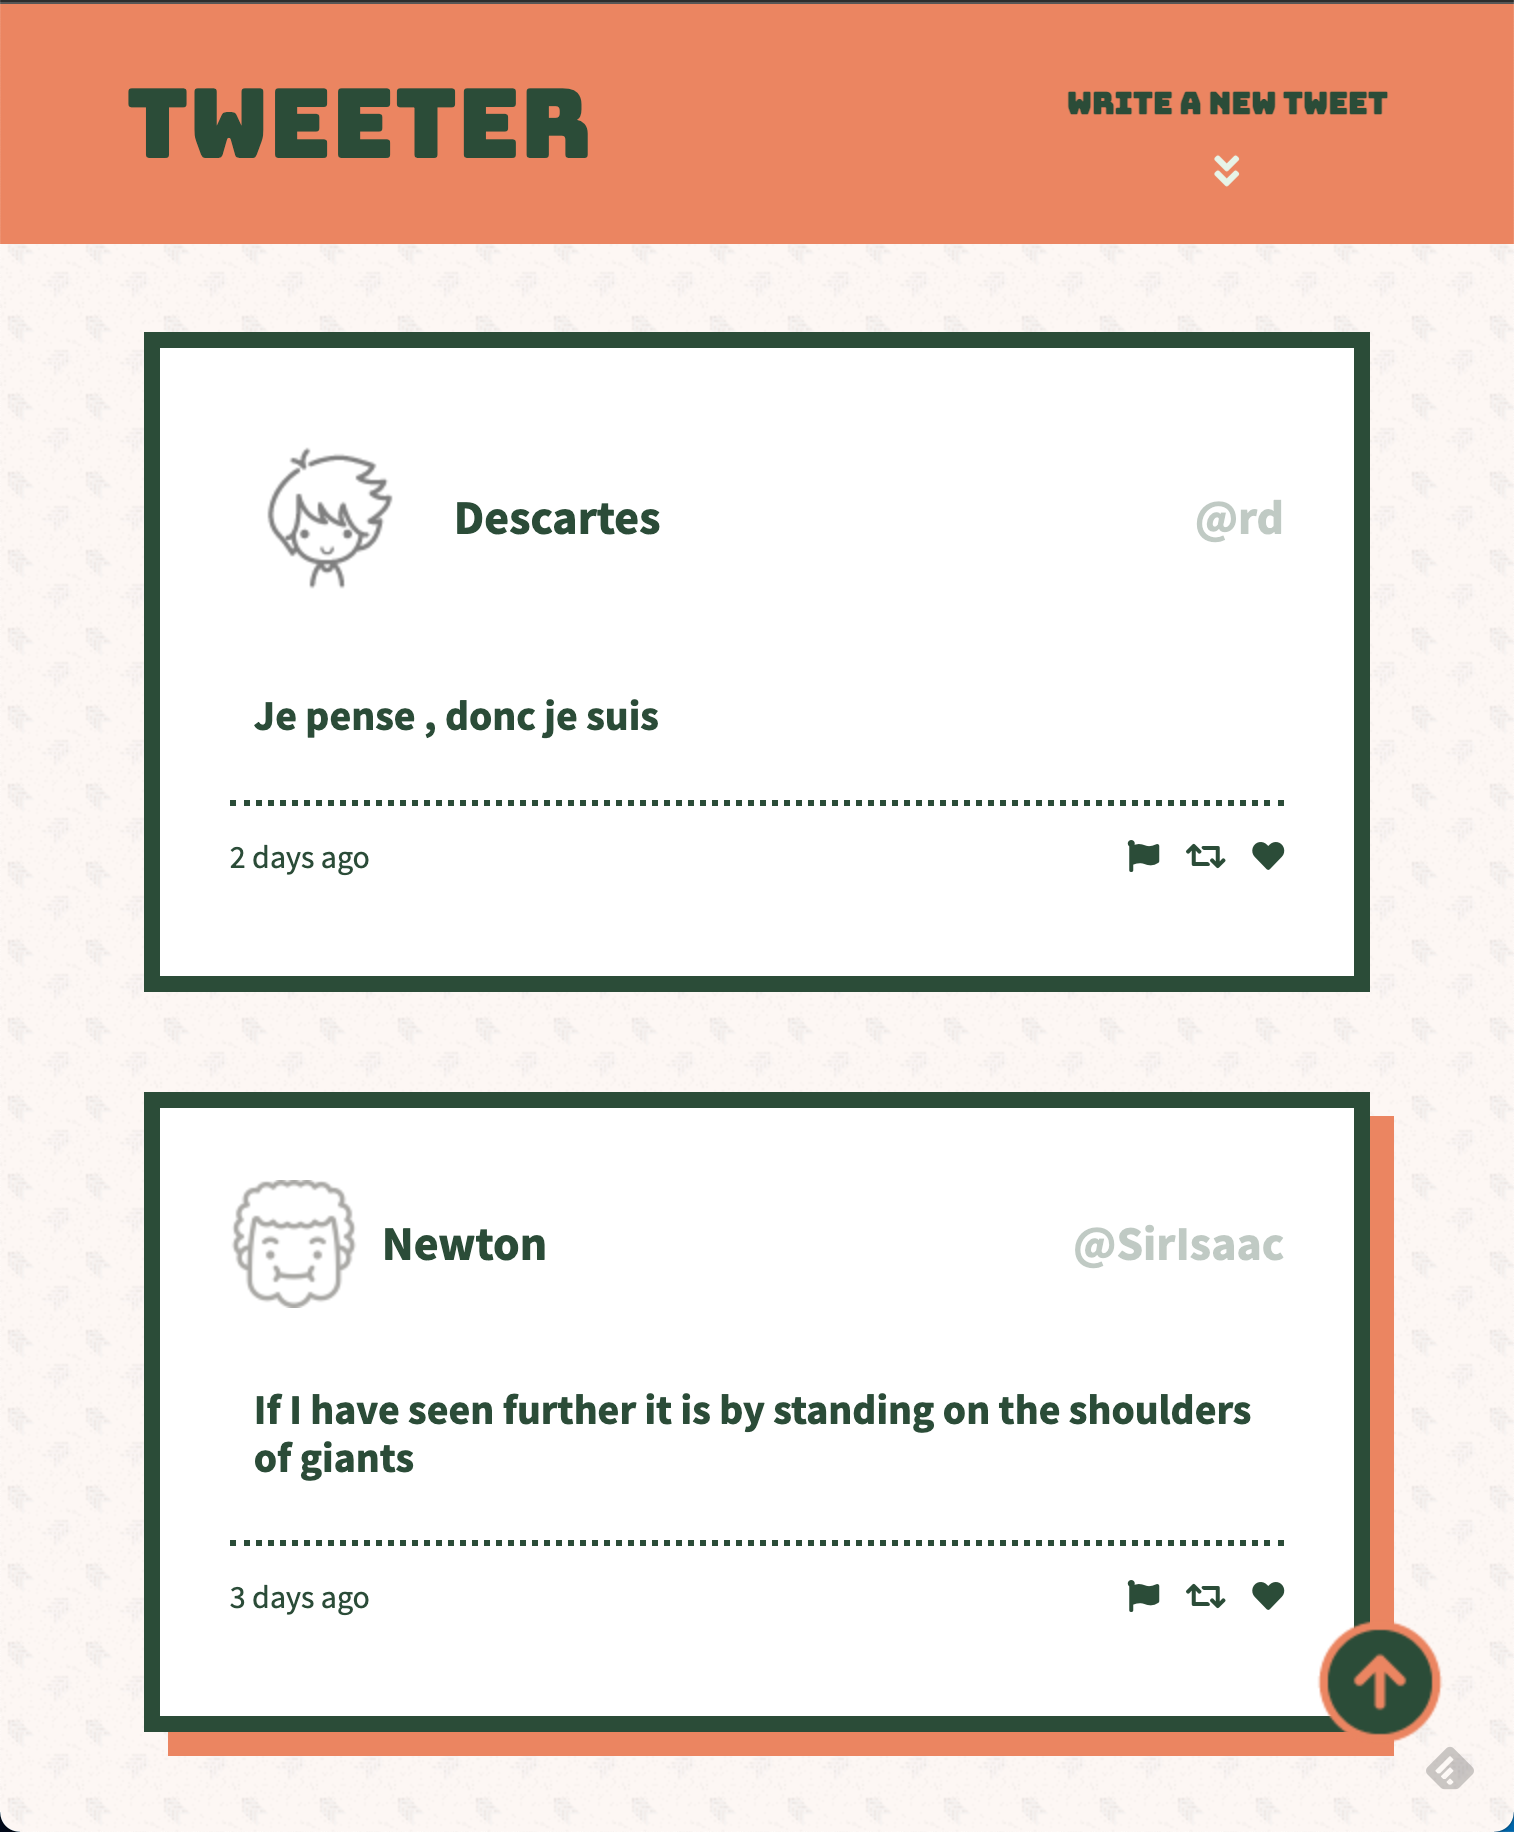 TWEETER
WRITE A NEW TWEET
Descartes
@rd
Je pense , donc je suis
2 days ago
Newton
@SirIsaac
If I have seen further it is by standing on the shoulders
of giants
3 days ago